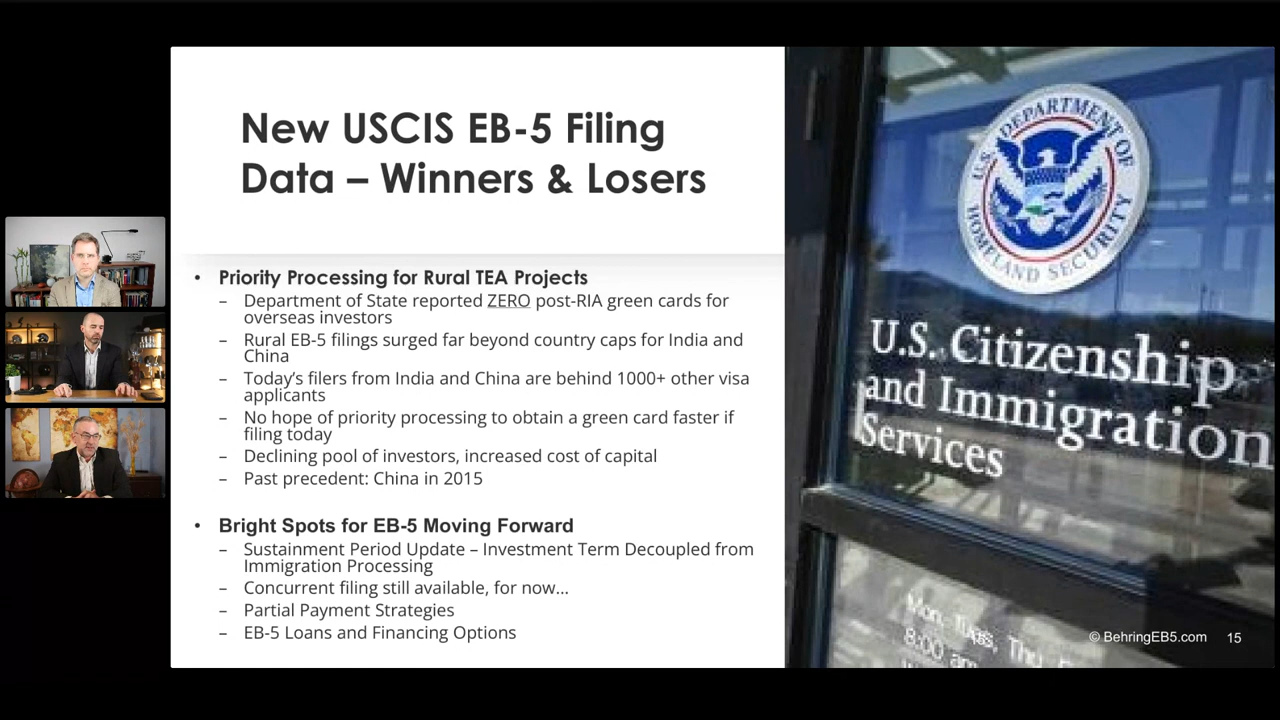 New USCIS EB-5 Filing
Data – Winners & Losers
• Priority Processing for Rural TEA Projects
– Department of State reported ZERO post-RIA green cards for
overseas investors
– Rural EB-5 filings surged far beyond country caps for India and
China
– Today's filers from India and China are behind 1000+ other visa
applicants
– No hope of priority processing to obtain a green card faster if
filing today
– Declining pool of investors, increased cost of capital
– Past precedent: China in 2015
• Bright Spots for EB-5 Moving Forward
– Sustainment Period Update – Investment Term Decoupled from
Immigration Processing
– Concurrent filing still available, for now...
– Partial Payment Strategies
– EB-5 Loans and Financing Options
U.S. DEPARTMENT OF
HOMELAND SECURITY
U.S. Citizenship
and Immigration
Services
8:00 am
© BehringEB5.com 15